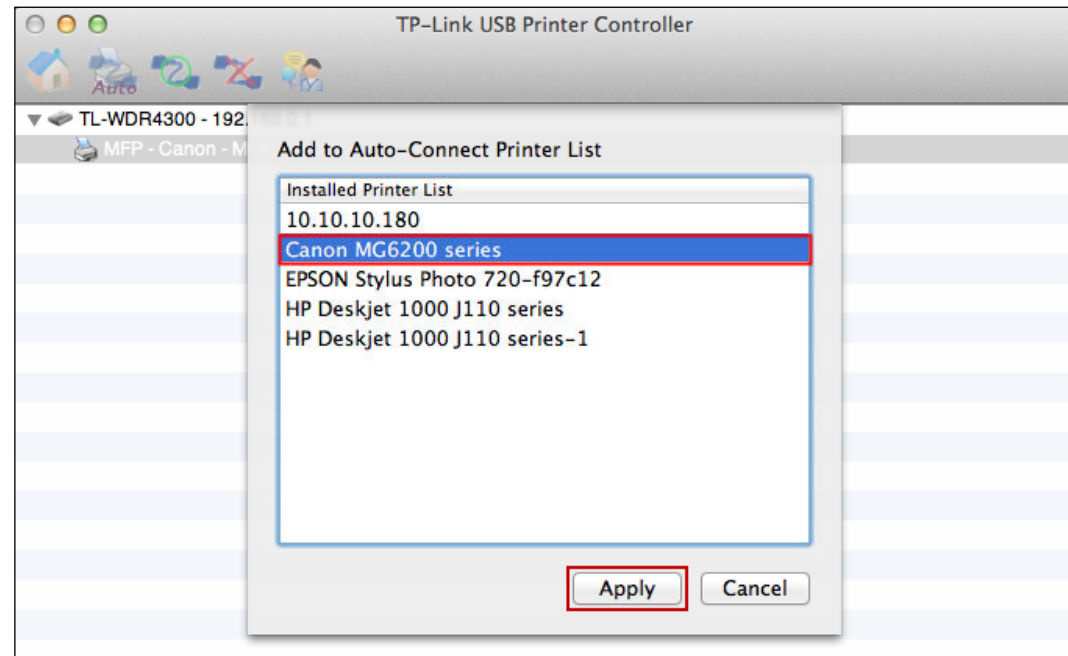 TP-Link USB Printer Controller
Auto
TL-WDR4300 - 192.
MFP - Canon - M
Add to Auto-Connect Printer List
Installed Printer List
10.10.10.180
Canon MG6200 series
EPSON Stylus Photo 720-f97c12
HP Deskjet 1000 J110 series
HP Deskjet 1000 J110 series-1
Apply Cancel